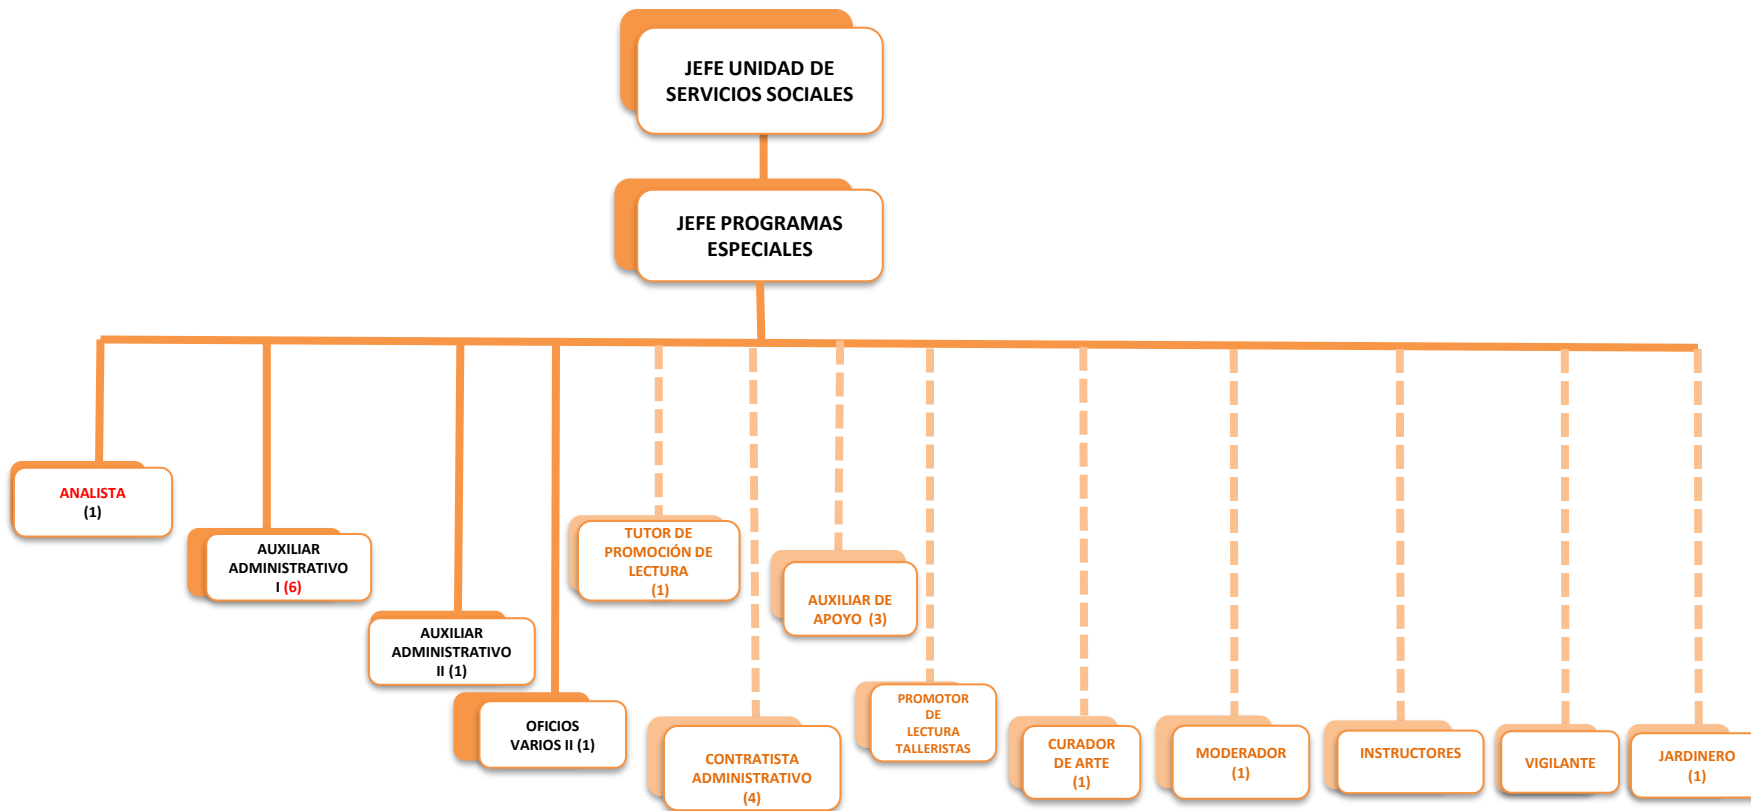 JEFE UNIDAD DE
SERVICIOS SOCIALES
JEFE PROGRAMAS
ESPECIALES
ANALISTA
(1)
AUXILIAR
ADMINISTRATIVO
I (6)
AUXILIAR
ADMINISTRATIVO
II (1)
OFICIOS
VARIOS II (1)
TUTOR DE
PROMOCIÓN DE
LECTURA
(1)
CONTRATISTA
ADMINISTRATIVO
(4)
AUXILIAR DE
APOYO (3)
PROMOTOR
DE
LECTURA
TALLERISTAS
CURADOR
DE ARTE
(1)
MODERADOR
(1)
INSTRUCTORES
VIGILANTE
JARDINERO
(1)